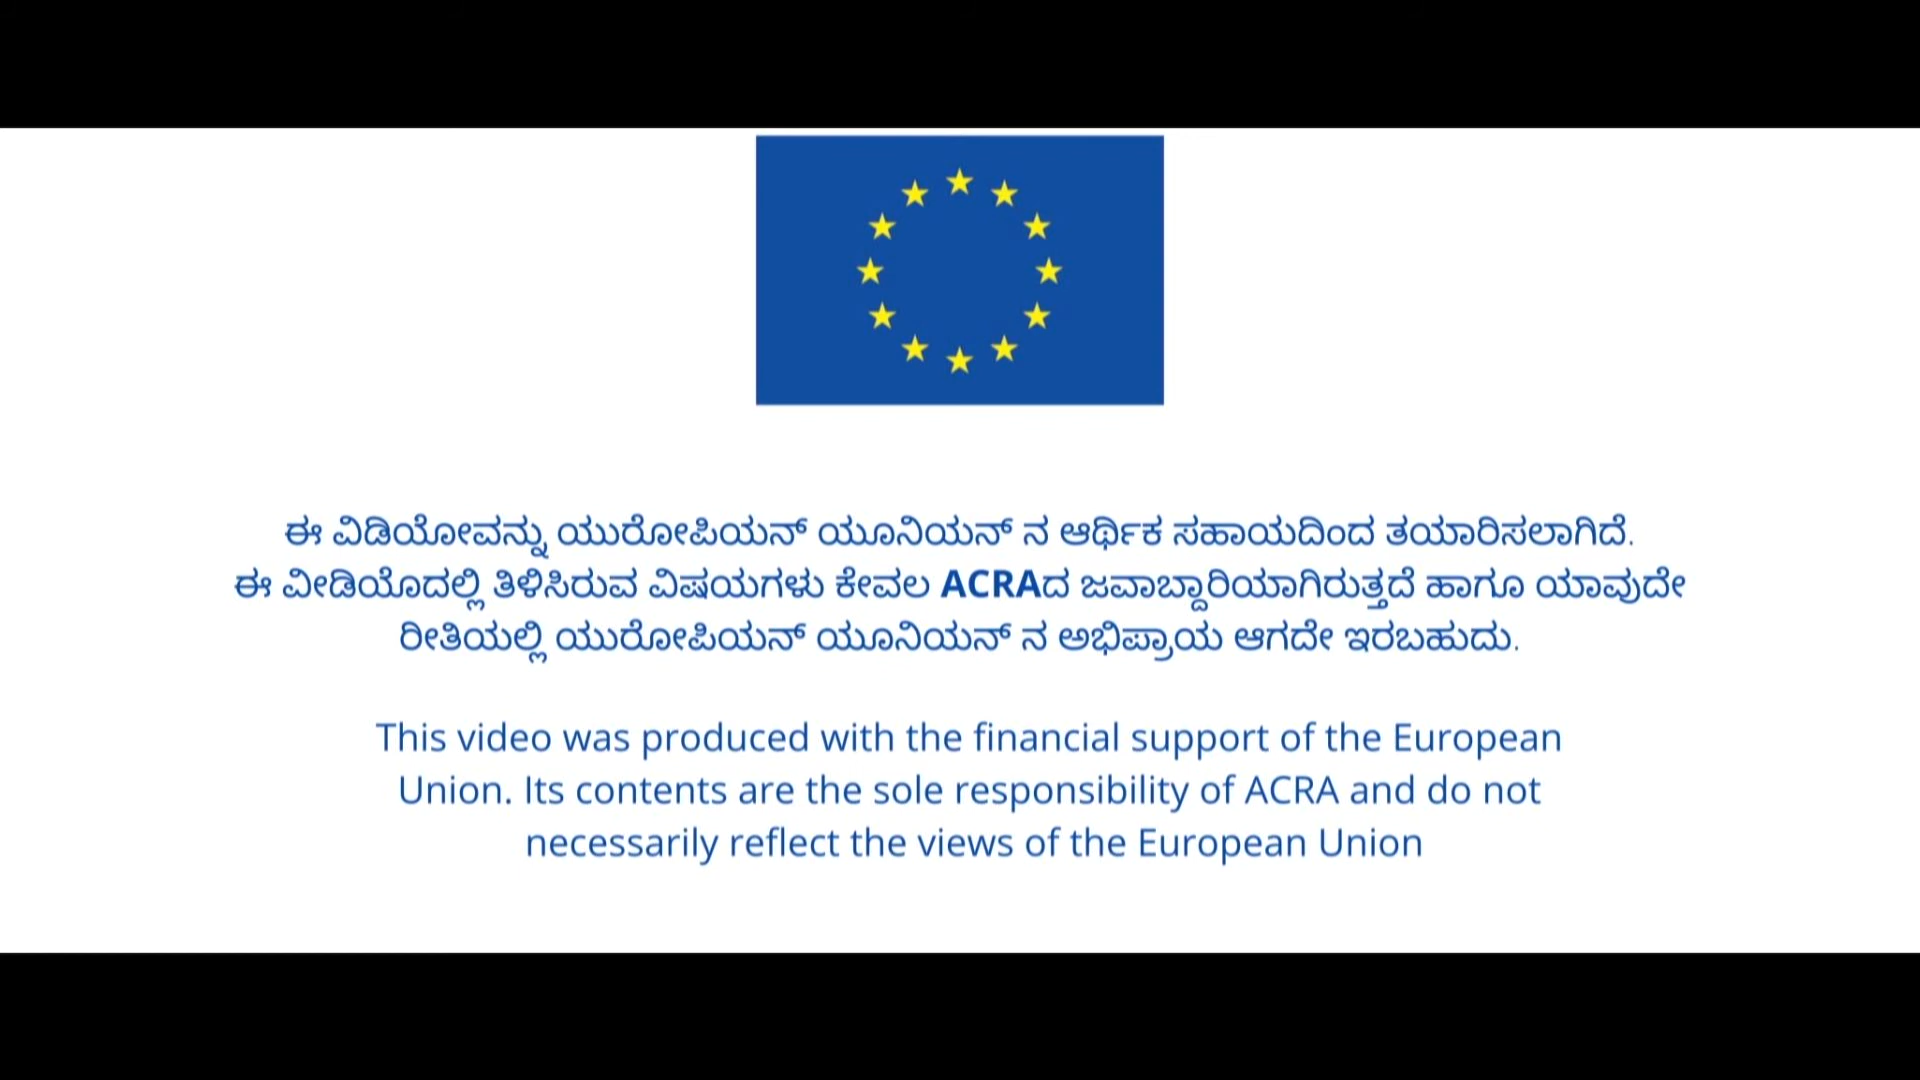 ಈ ವಿಡಿಯೋವನ್ನು ಯುರೋಪಿಯನ್ ಯೂನಿಯನ್ ನ ಆರ್ಥಿಕ ಸಹಾಯದಿಂದ ತಯಾರಿಸಲಾಗಿದೆ.
ಈ ವೀಡಿಯೊದಲ್ಲಿ ತಿಳಿಸಿರುವ ವಿಷಯಗಳು ಕೇವಲ ACRAದ ಜವಾಬ್ದಾರಿಯಾಗಿರುತ್ತದೆ ಹಾಗೂ ಯಾವುದೇ
ರೀತಿಯಲ್ಲಿ ಯುರೋಪಿಯನ್ ಯೂನಿಯನ್ ನ ಅಭಿಪ್ರಾಯ ಆಗದೇ ಇರಬಹುದು.
This video was produced with the financial support of the European
Union. Its contents are the sole responsibility of ACRA and do not
necessarily reflect the views of the European Union